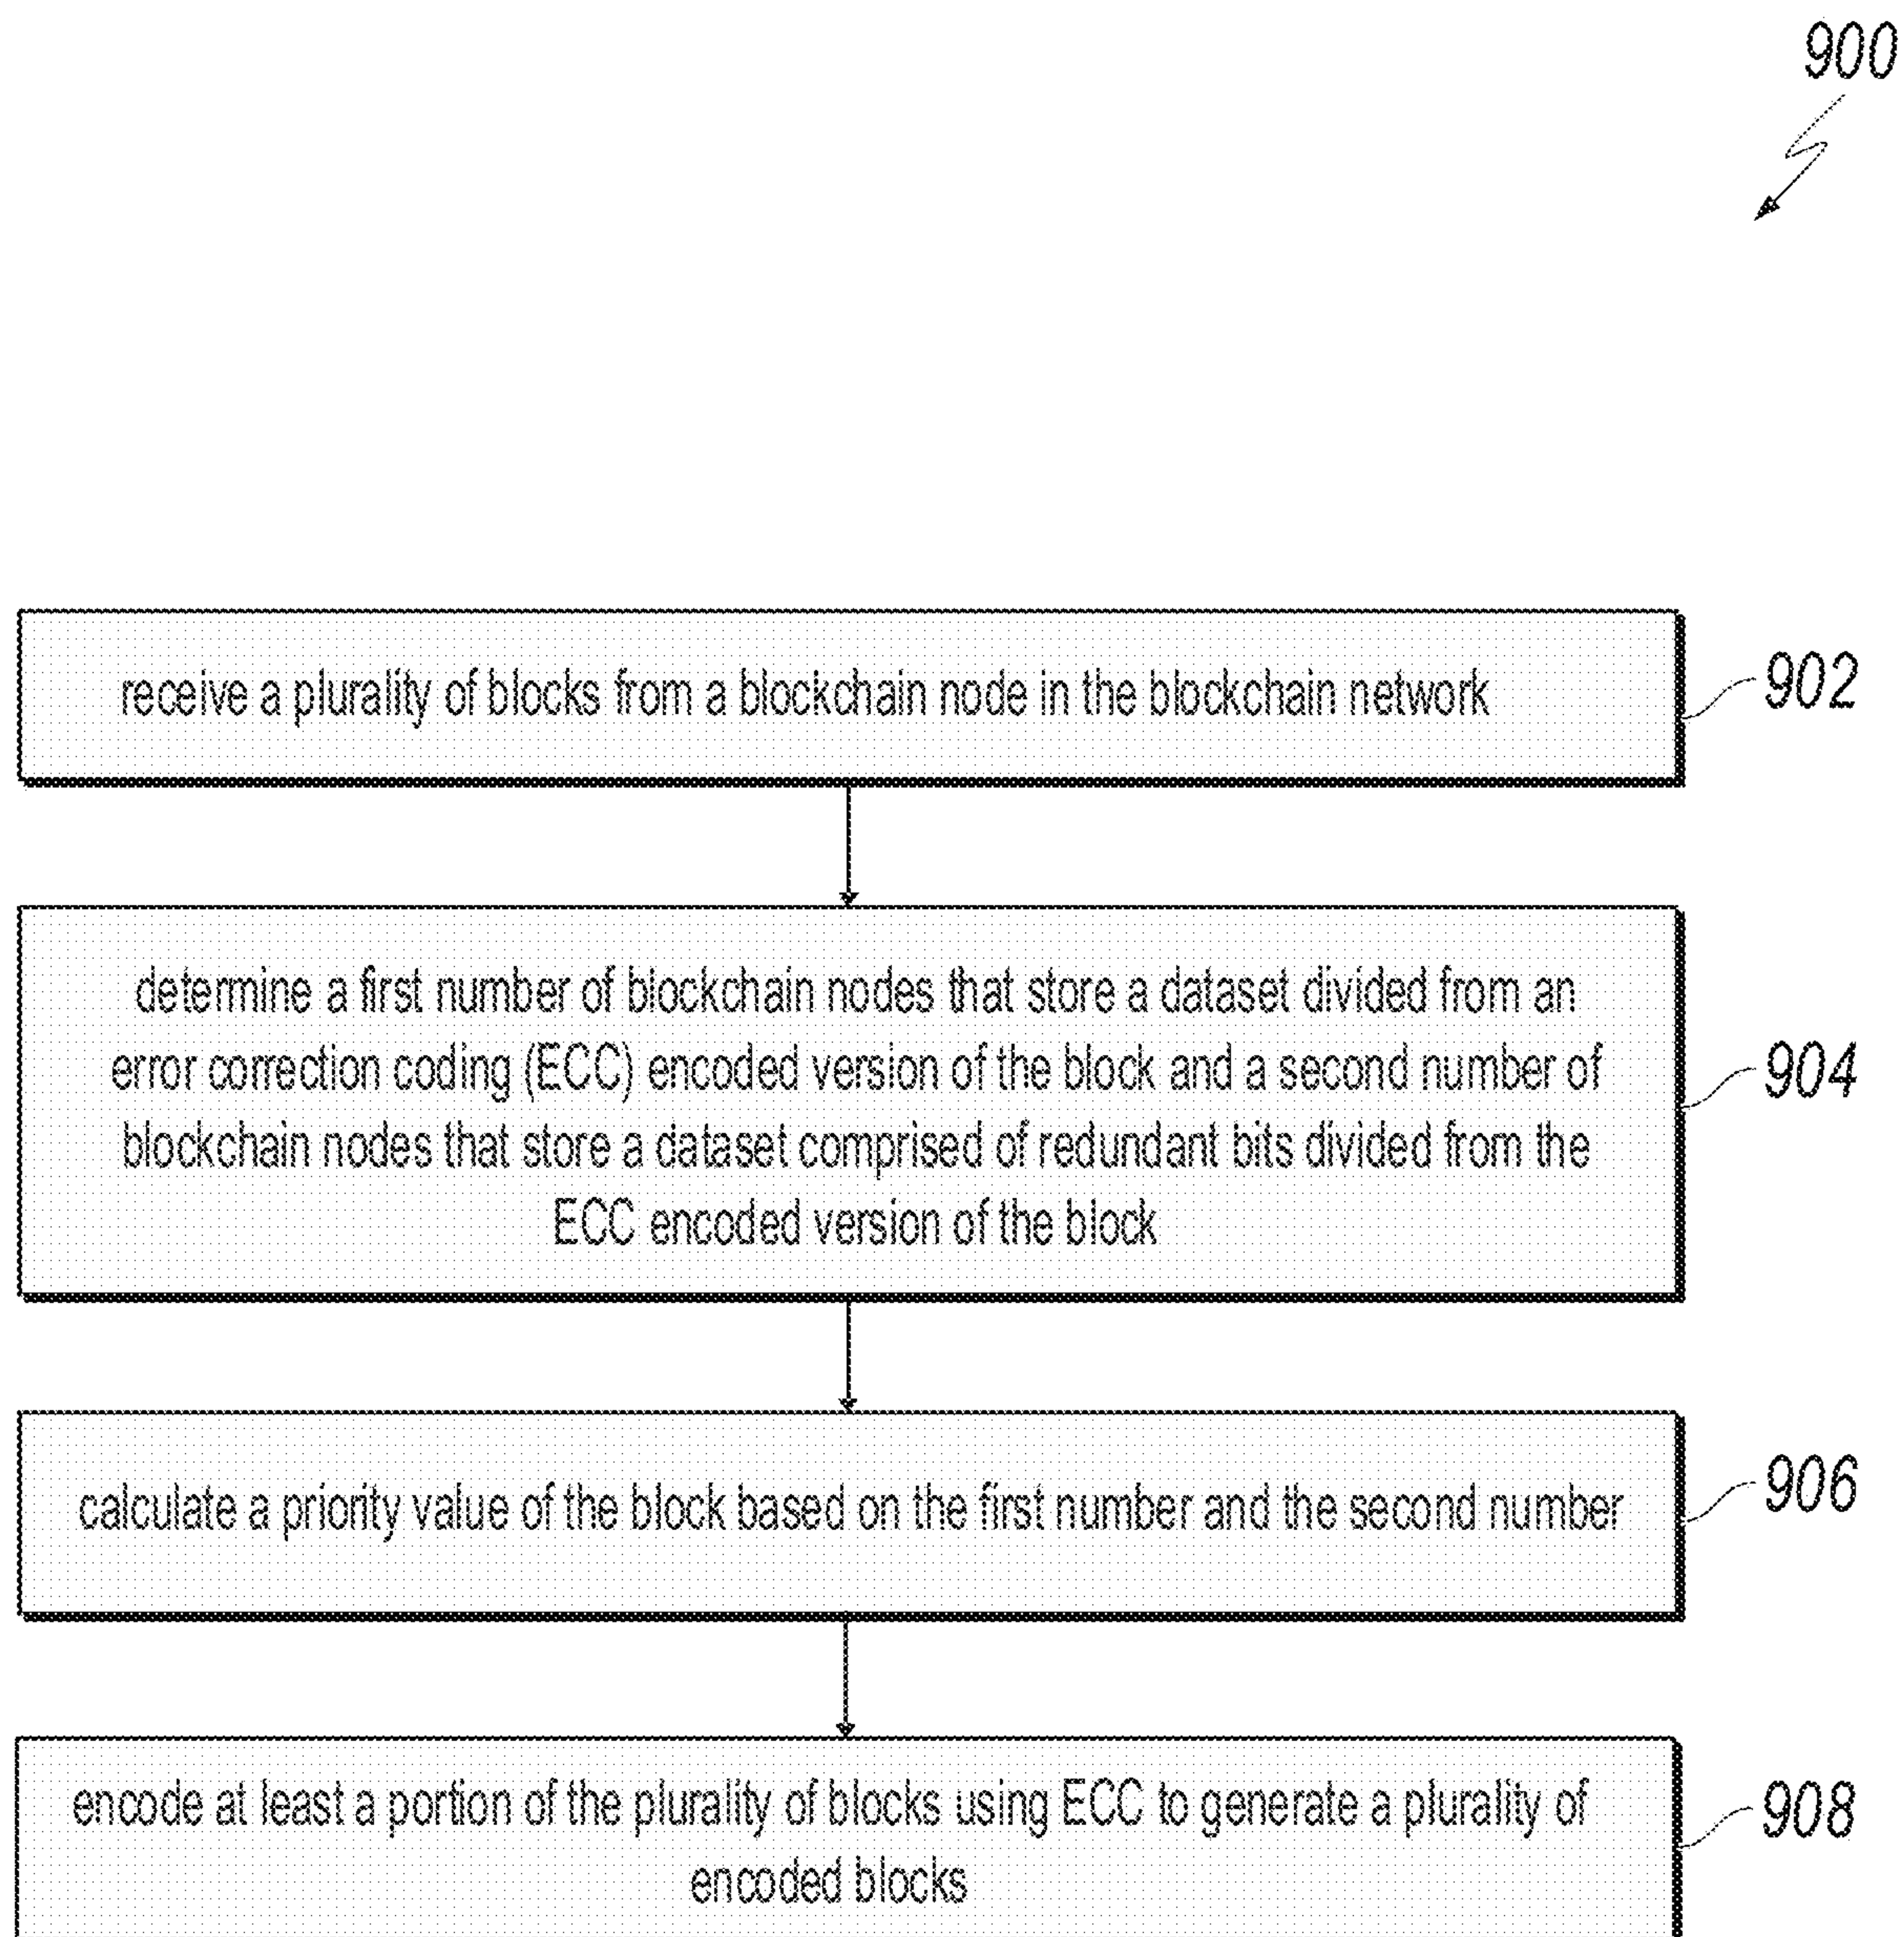 900
receive a plurality of blocks from a blockchain node in the blockchain network
902
determine a first number of blockchain nodes that store a dataset divided from an
error correction coding (ECC) encoded version of the block and a second number of
blockchain nodes that store a dataset comprised of redundant bits divided from the
ECC encoded version of the block
904
calculate a priority value of the block based on the first number and the second number
906
encode at least a portion of the plurality of blocks using ECC to generate a plurality of
encoded blocks
908